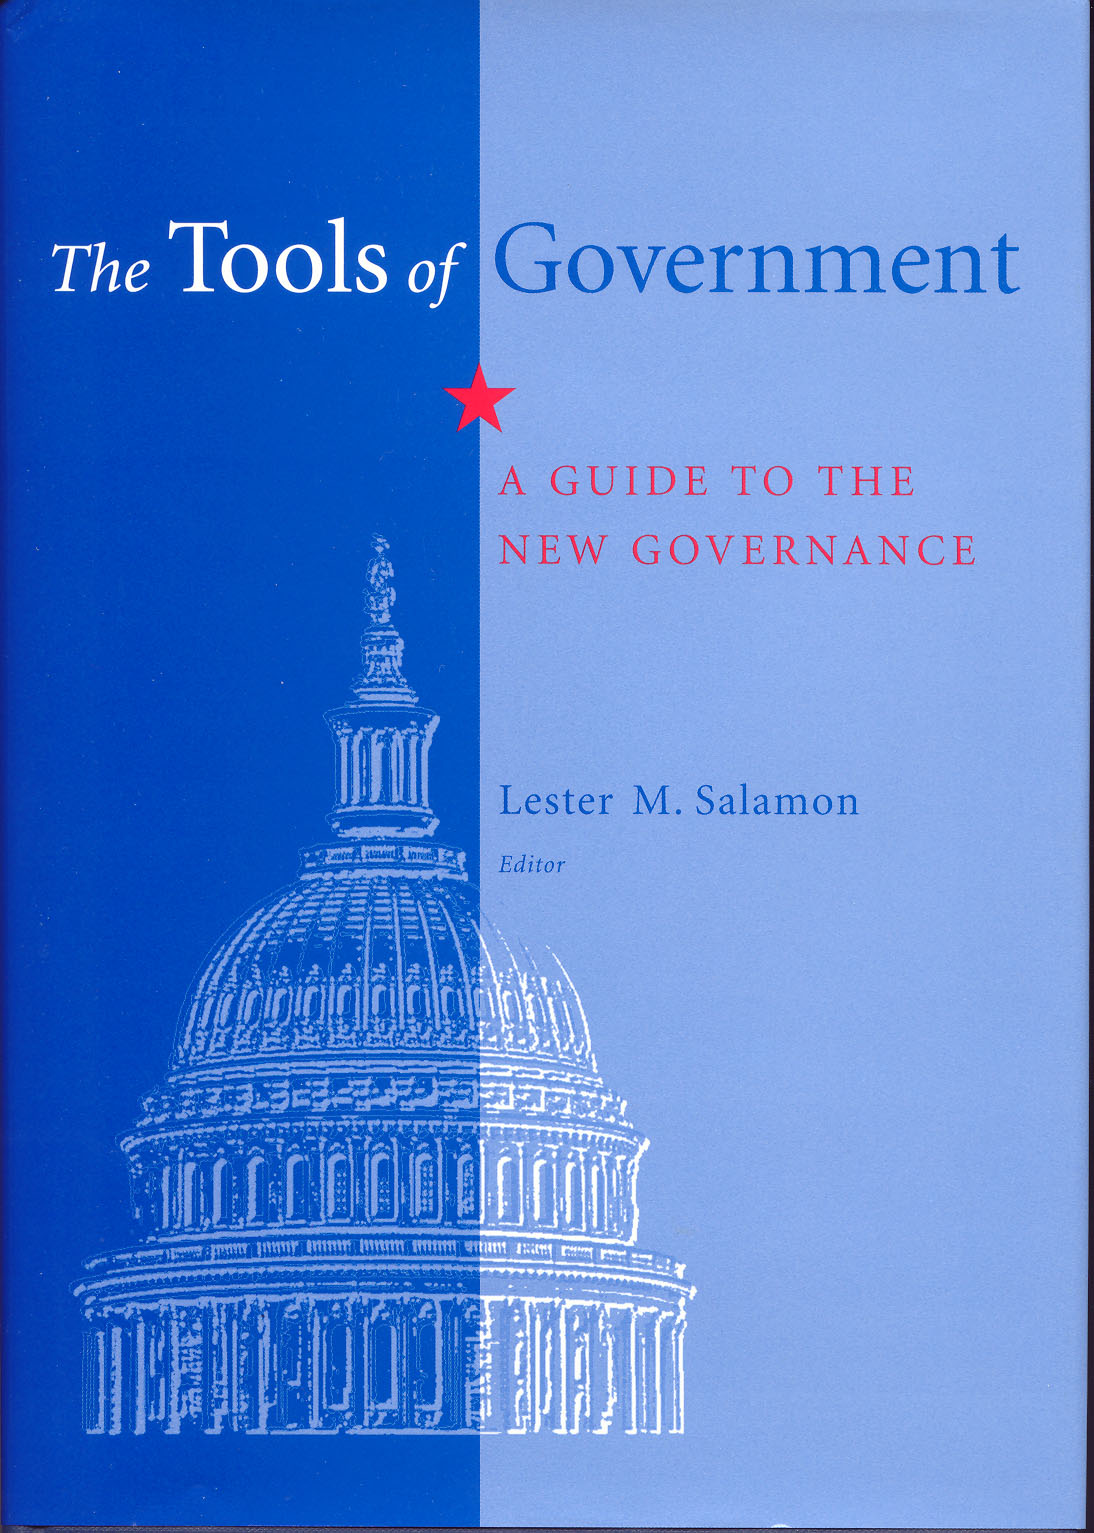 The Tools of Government
A GUIDE TO THE
NEW GOVERNANCE
Lester M. Salamon
Editor